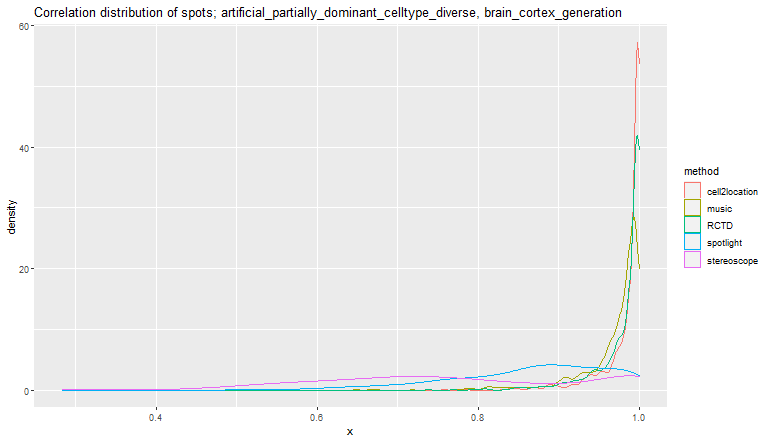 Correlation distribution of spots; artificial_partially_dominant_celltype_diverse, brain_cortex_generation
60
40
20
0
density
0.4
0.6
0.8
1.0
x
method
cell2location
music
RCTD
spotlight
stereoscope